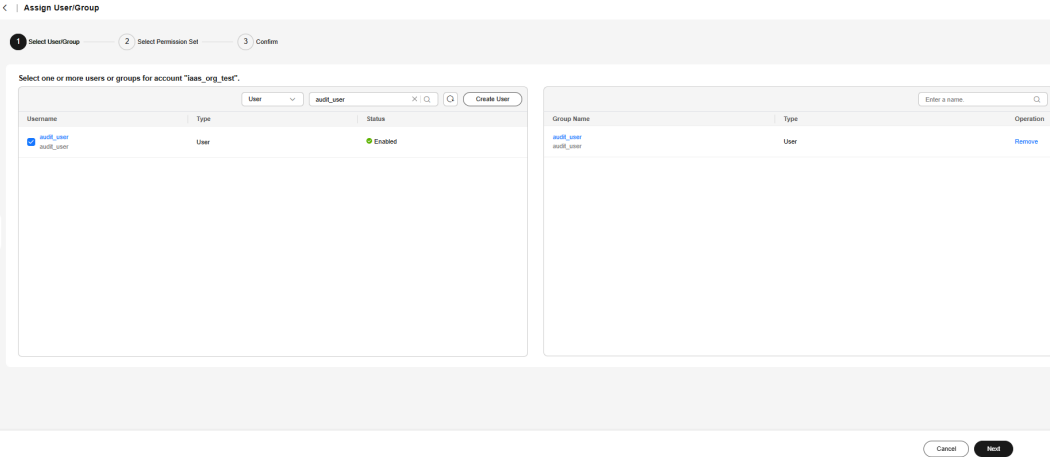 Assign User/Group
1 Select User/Group 2 Select Permission Set 3 Confirm
Select one or more users or groups for account "iaas_org_test".
User audit_user Create User
Username Type Status
audit_user
audit_user
User Enabled
Enter a name.
Group Name Type Operation
audit_user
audit_user
User Remove
Cancel Next